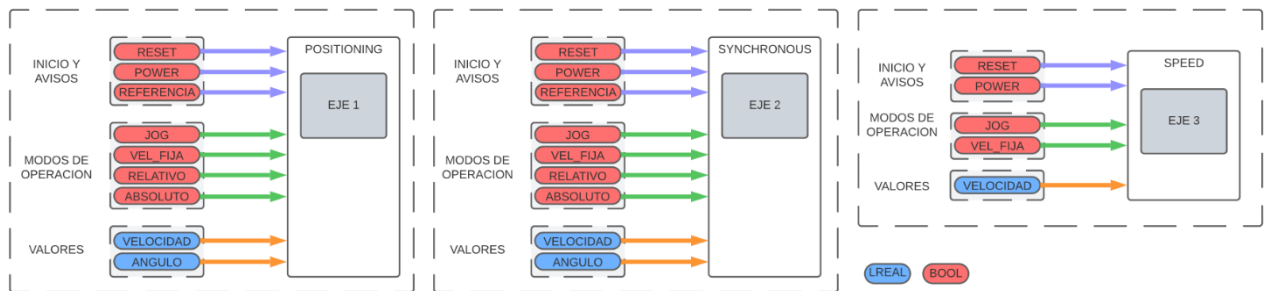 INICIO Y
AVISOS
RESET
POWER
REFERENCIA
POSITIONING
EJE 1
MODOS DE
OPERACION
JOG
VEL_FIJA
RELATIVO
ABSOLUTO
VALORES
VELOCIDAD
ANGULO
INICIO Y
AVISOS
RESET
POWER
REFERENCIA
SYNCHRONOUS
EJE 2
MODOS DE
OPERACION
JOG
VEL_FIJA
RELATIVO
ABSOLUTO
VALORES
VELOCIDAD
ANGULO
INICIO Y
AVISOS
RESET
POWER
SPEED
EJE 3
MODOS DE
OPERACION
JOG
VEL_FIJA
VALORES
VELOCIDAD
LREAL
BOOL